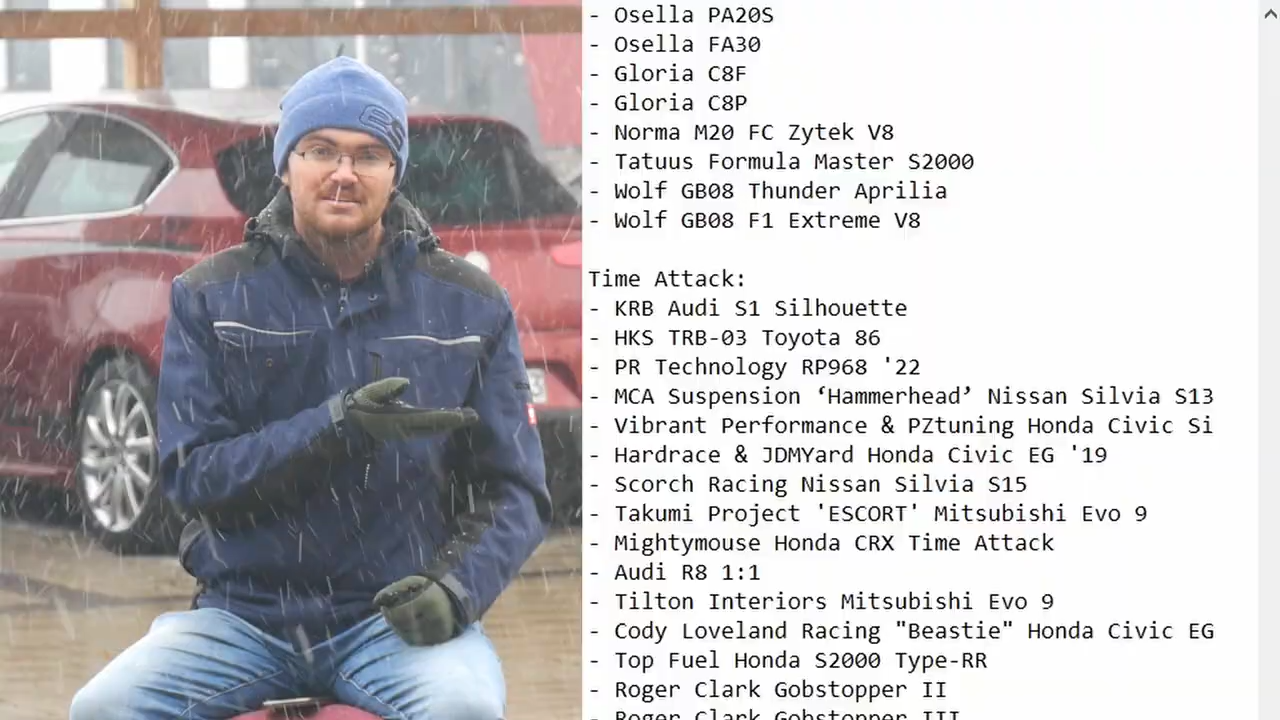 - Osella PA20S
- Osella FA30
- Gloria C8F
- Gloria C8P
- Norma M20 FC Zytek V8
- Tatuus Formula Master S2000
- Wolf GB08 Thunder Aprilia
- Wolf GB08 F1 Extreme V8
Time Attack:
- KRB Audi S1 Silhouette
- HKS TRB-03 Toyota 86
- PR Technology RP968 '22
- MCA Suspension ‘Hammerhead’ Nissan Silvia S13
- Vibrant Performance & PZtuning Honda Civic Si
- Hardrace & JDMYard Honda Civic EG '19
- Scorch Racing Nissan Silvia S15
- Takumi Project 'ESCORT' Mitsubishi Evo 9
- Mightymouse Honda CRX Time Attack
- Audi R8 1:1
- Tilton Interiors Mitsubishi Evo 9
- Cody Loveland Racing "Beastie" Honda Civic EG
- Top Fuel Honda S2000 Type-RR
- Roger Clark Gobstopper II
- Roger Clark Gobstopper III